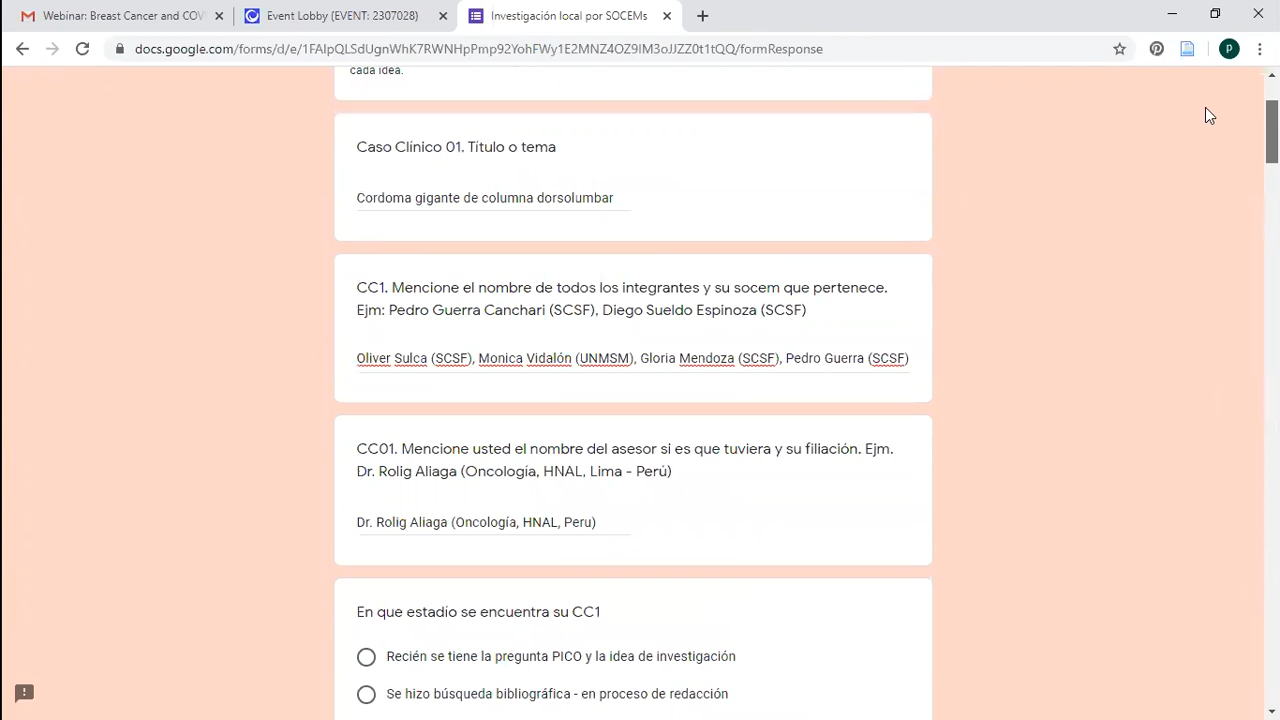 Webinar: Breast Cancer and COV
Event Lobby (EVENT: 2307028)
Investigación local por SOCEMs
docs.google.com/forms/d/e/1FAIpQLSdUgnWhK7RWNHpPmp92YohFWy1E2MNZ4OZ9IM3oJJZZ0t1tQQ/formResponse
p
cada idea.
Caso Clínico 01. Título o tema
Cordoma gigante de columna dorsolumbar
CC1. Mencione el nombre de todos los integrantes y su socem que pertenece.
Ejm: Pedro Guerra Canchari (SCSF), Diego Sueldo Espinoza (SCSF)
Oliver Sulca (SCSF), Monica Vidalón (UNMSM), Gloria Mendoza (SCSF), Pedro Guerra (SCSF)
CC01. Mencione usted el nombre del asesor si es que tuviera y su filiación. Ejm.
Dr. Rolig Aliaga (Oncología, HNAL, Lima - Perú)
Dr. Rolig Aliaga (Oncología, HNAL, Peru)
En que estadio se encuentra su CC1
Recién se tiene la pregunta PICO y la idea de investigación
Se hizo búsqueda bibliográfica - en proceso de redacción